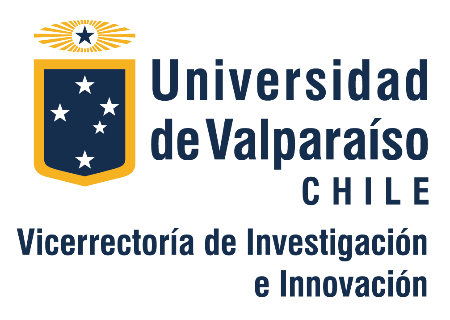 Universidad
de Valparaíso
CHILE
Vicerrectoría de Investigación
e Innovación